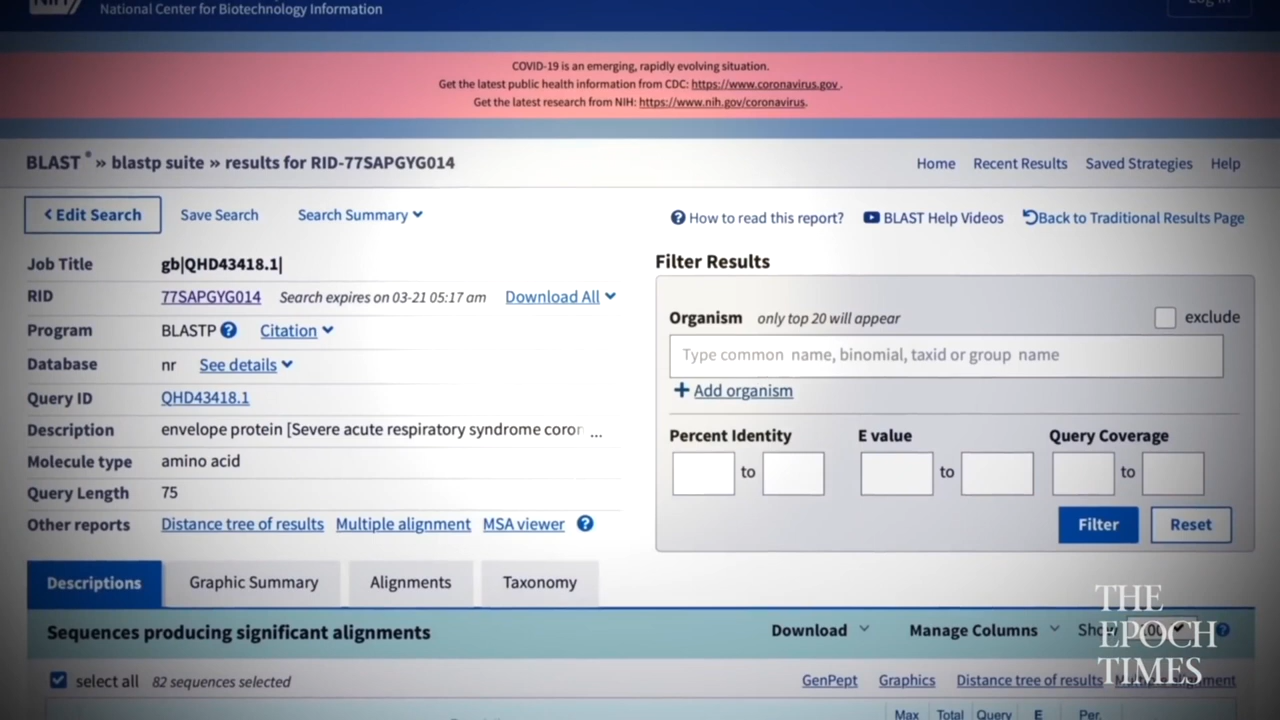 NIH
National Center for Biotechnology Information
Log in
COVID-19 is an emerging, rapidly evolving situation.
Get the latest public health information from CDC: https://www.coronavirus.gov.
Get the latest research from NIH: https://www.nih.gov/coronavirus.
BLAST ® » blastp suite » results for RID-77SAPGYG014
Home Recent Results Saved Strategies Help
Edit Search Save Search Search Summary
How to read this report? BLAST Help Videos Back to Traditional Results Page
Job Title gb|QHD43418.1|
RID 77SAPGYG014 Search expires on 03-21 05:17 am Download All
Program BLASTP Citation
Database nr See details
Query ID QHD43418.1
Description envelope protein [Severe acute respiratory syndrome coron ...
Molecule type amino acid
Query Length 75
Other reports Distance tree of results Multiple alignment MSA viewer
Filter Results
Organism only top 20 will appear exclude
Type common name, binomial, taxid or group name
+ Add organism
Percent Identity E value Query Coverage
to to to
Filter Reset
Descriptions Graphic Summary Alignments Taxonomy
Sequences producing significant alignments
Download Manage Columns Show 100
select all 82 sequences selected
GenPept Graphics Distance tree of results Multiple alignment
Max Total Query E Per.
THE
EPOCH
TIMES